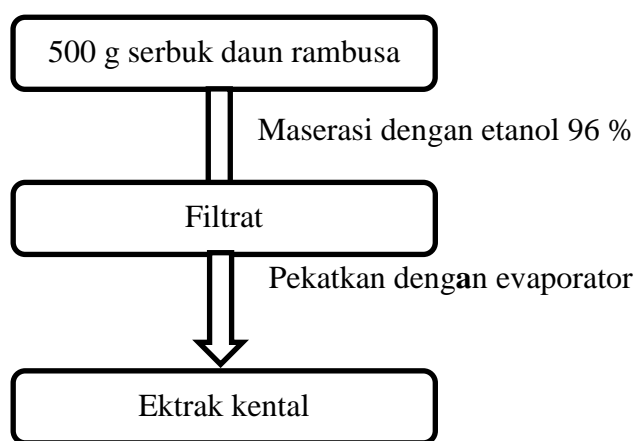 500 g serbuk daun rambusa
Maserasi dengan etanol 96 %
Filtrat
Pekatkan dengan evaporator
Ektrak kental